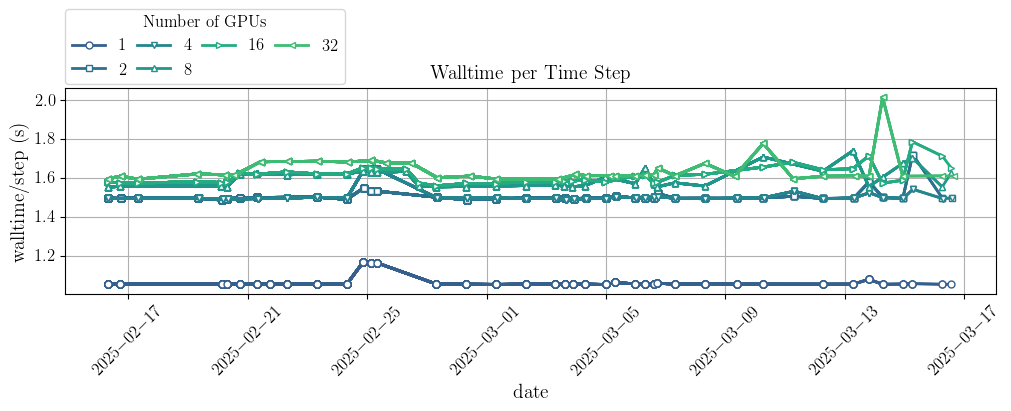 Number of GPUs
1 4 16 32
2 8
Walltime per Time Step
walltime/step (s)
2.0
1.8
1.6
1.4
1.2
2025−02−17
2025−02−21
2025−02−25
2025−03−01
2025−03−05
2025−03−09
2025−03−13
2025−03−17
date